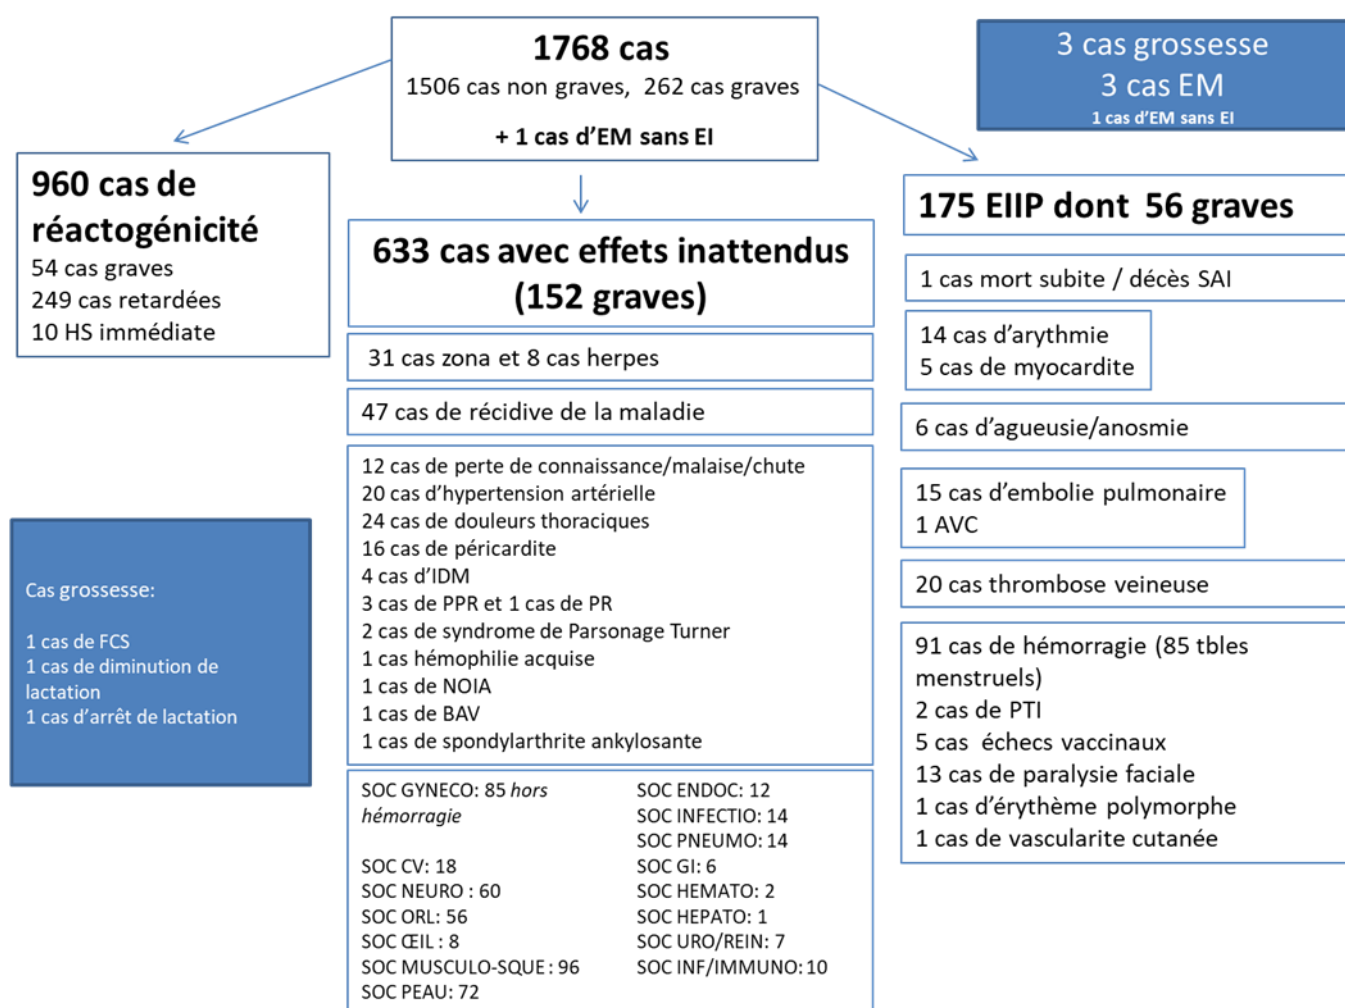 1768 cas
1506 cas non graves, 262 cas graves
+ 1 cas d’EM sans EI
3 cas grossesse
3 cas EM
1 cas d’EM sans EI
960 cas de
réactogénicité
54 cas graves
249 cas retardées
10 HS immédiate
633 cas avec effets inattendus
(152 graves)
31 cas zona et 8 cas herpes
47 cas de récidive de la maladie
12 cas de perte de connaissance/malaise/chute
20 cas d’hypertension artérielle
24 cas de douleurs thoraciques
16 cas de péricardite
4 cas d’IDM
3 cas de PPR et 1 cas de PR
2 cas de syndrome de Parsonage Turner
1 cas hémophilie acquise
1 cas de NOIA
1 cas de BAV
1 cas de spondylarthrite ankylosante
SOC GYNECO: 85 hors
hémorragie
SOC CV: 18
SOC NEURO : 60
SOC ORL: 56
SOC ŒIL : 8
SOC MUSCULO-SQUE : 96
SOC PEAU: 72
SOC ENDOC: 12
SOC INFECTIO: 14
SOC PNEUMO: 14
SOC GI: 6
SOC HEMATO: 2
SOC HEPATO: 1
SOC URO/REIN: 7
SOC INF/IMMUNO: 10
175 EIIP dont 56 graves
1 cas mort subite / décès SAI
14 cas d’arythmie
5 cas de myocardite
6 cas d’agueusie/anosmie
15 cas d’embolie pulmonaire
1 AVC
20 cas thrombose veineuse
91 cas de hémorragie (85 tbles
menstruels)
2 cas de PTI
5 cas échecs vaccinaux
13 cas de paralysie faciale
1 cas d’érythème polymorphe
1 cas de vascularite cutanée
Cas grossesse:
1 cas de FCS
1 cas de diminution de
lactation
1 cas d’arrêt de lactation